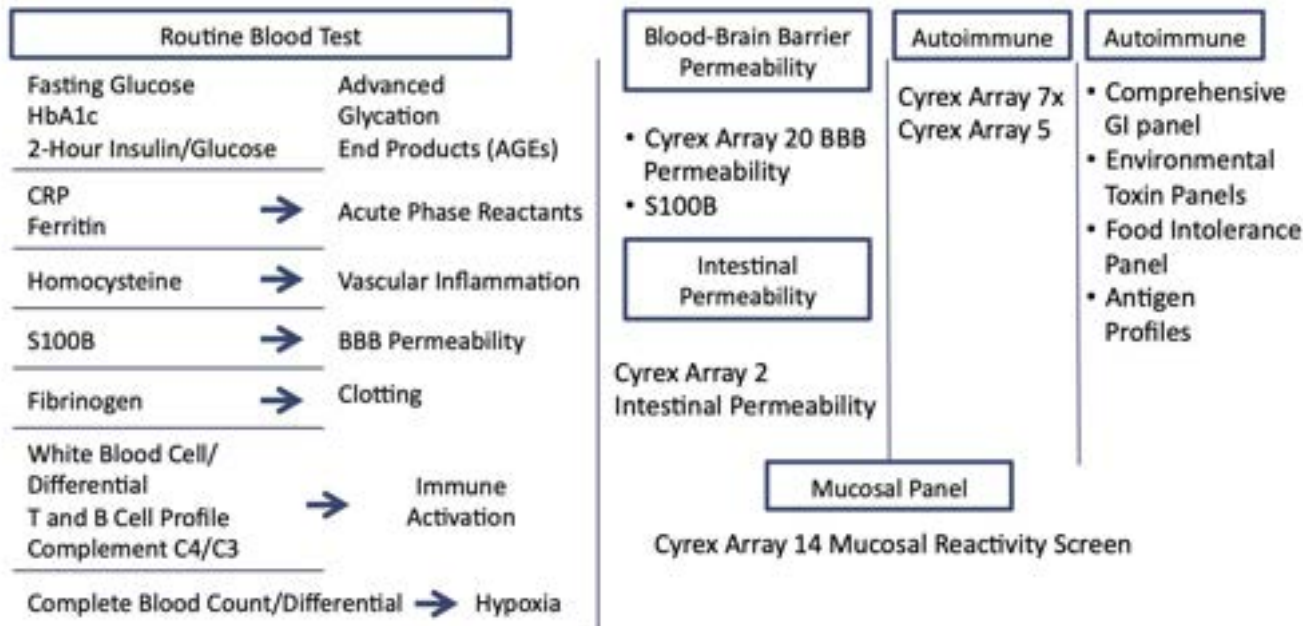 Routine Blood Test
Fasting Glucose
HbA1c
2-Hour Insulin/Glucose
Advanced
Glycation
End Products (AGEs)
CRP
Ferritin
Acute Phase Reactants
Homocysteine
Vascular Inflammation
S100B
BBB Permeability
Fibrinogen
Clotting
White Blood Cell/
Differential
T and B Cell Profile
Complement C4/C3
Immune
Activation
Complete Blood Count/Differential
Hypoxia
Blood-Brain Barrier
Permeability
• Cyrex Array 20 BBB
Permeability
• S100B
Intestinal
Permeability
Cyrex Array 2
Intestinal Permeability
Autoimmune
Cyrex Array 7x
Cyrex Array 5
Autoimmune
• Comprehensive
GI panel
• Environmental
Toxin Panels
• Food Intolerance
Panel
• Antigen
Profiles
Mucosal Panel
Cyrex Array 14 Mucosal Reactivity Screen